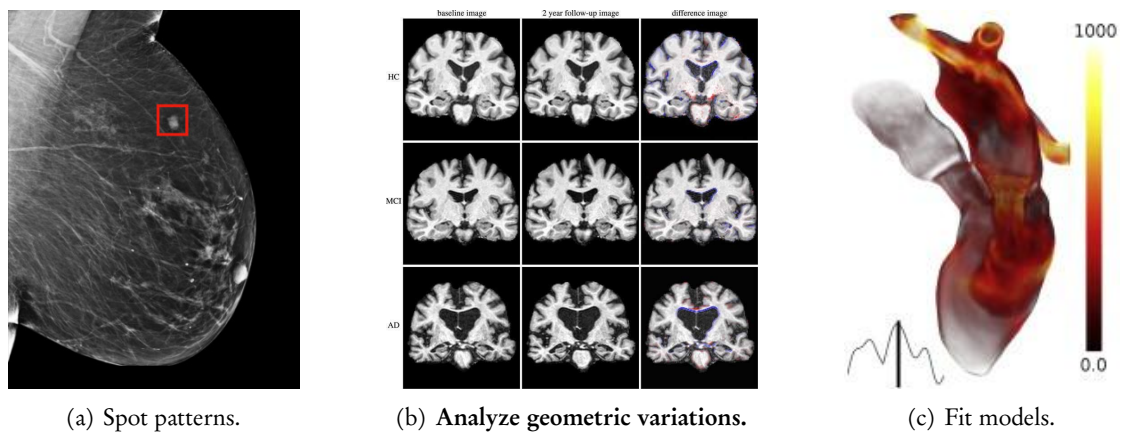 baseline image 2 year follow-up image difference image
HC
MCI
AD
1000
0.0
(a) Spot patterns. (b) Analyze geometric variations. (c) Fit models.